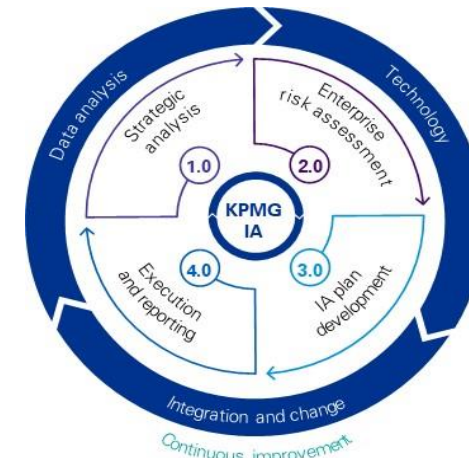 Data analysis
Technology
Strategic
analysis
1.0
Enterprise
risk assessment
2.0
KPMG
IA
4.0
Execution
and reporting
3.0
IA plan
development
Integration and change
Continuous improvement